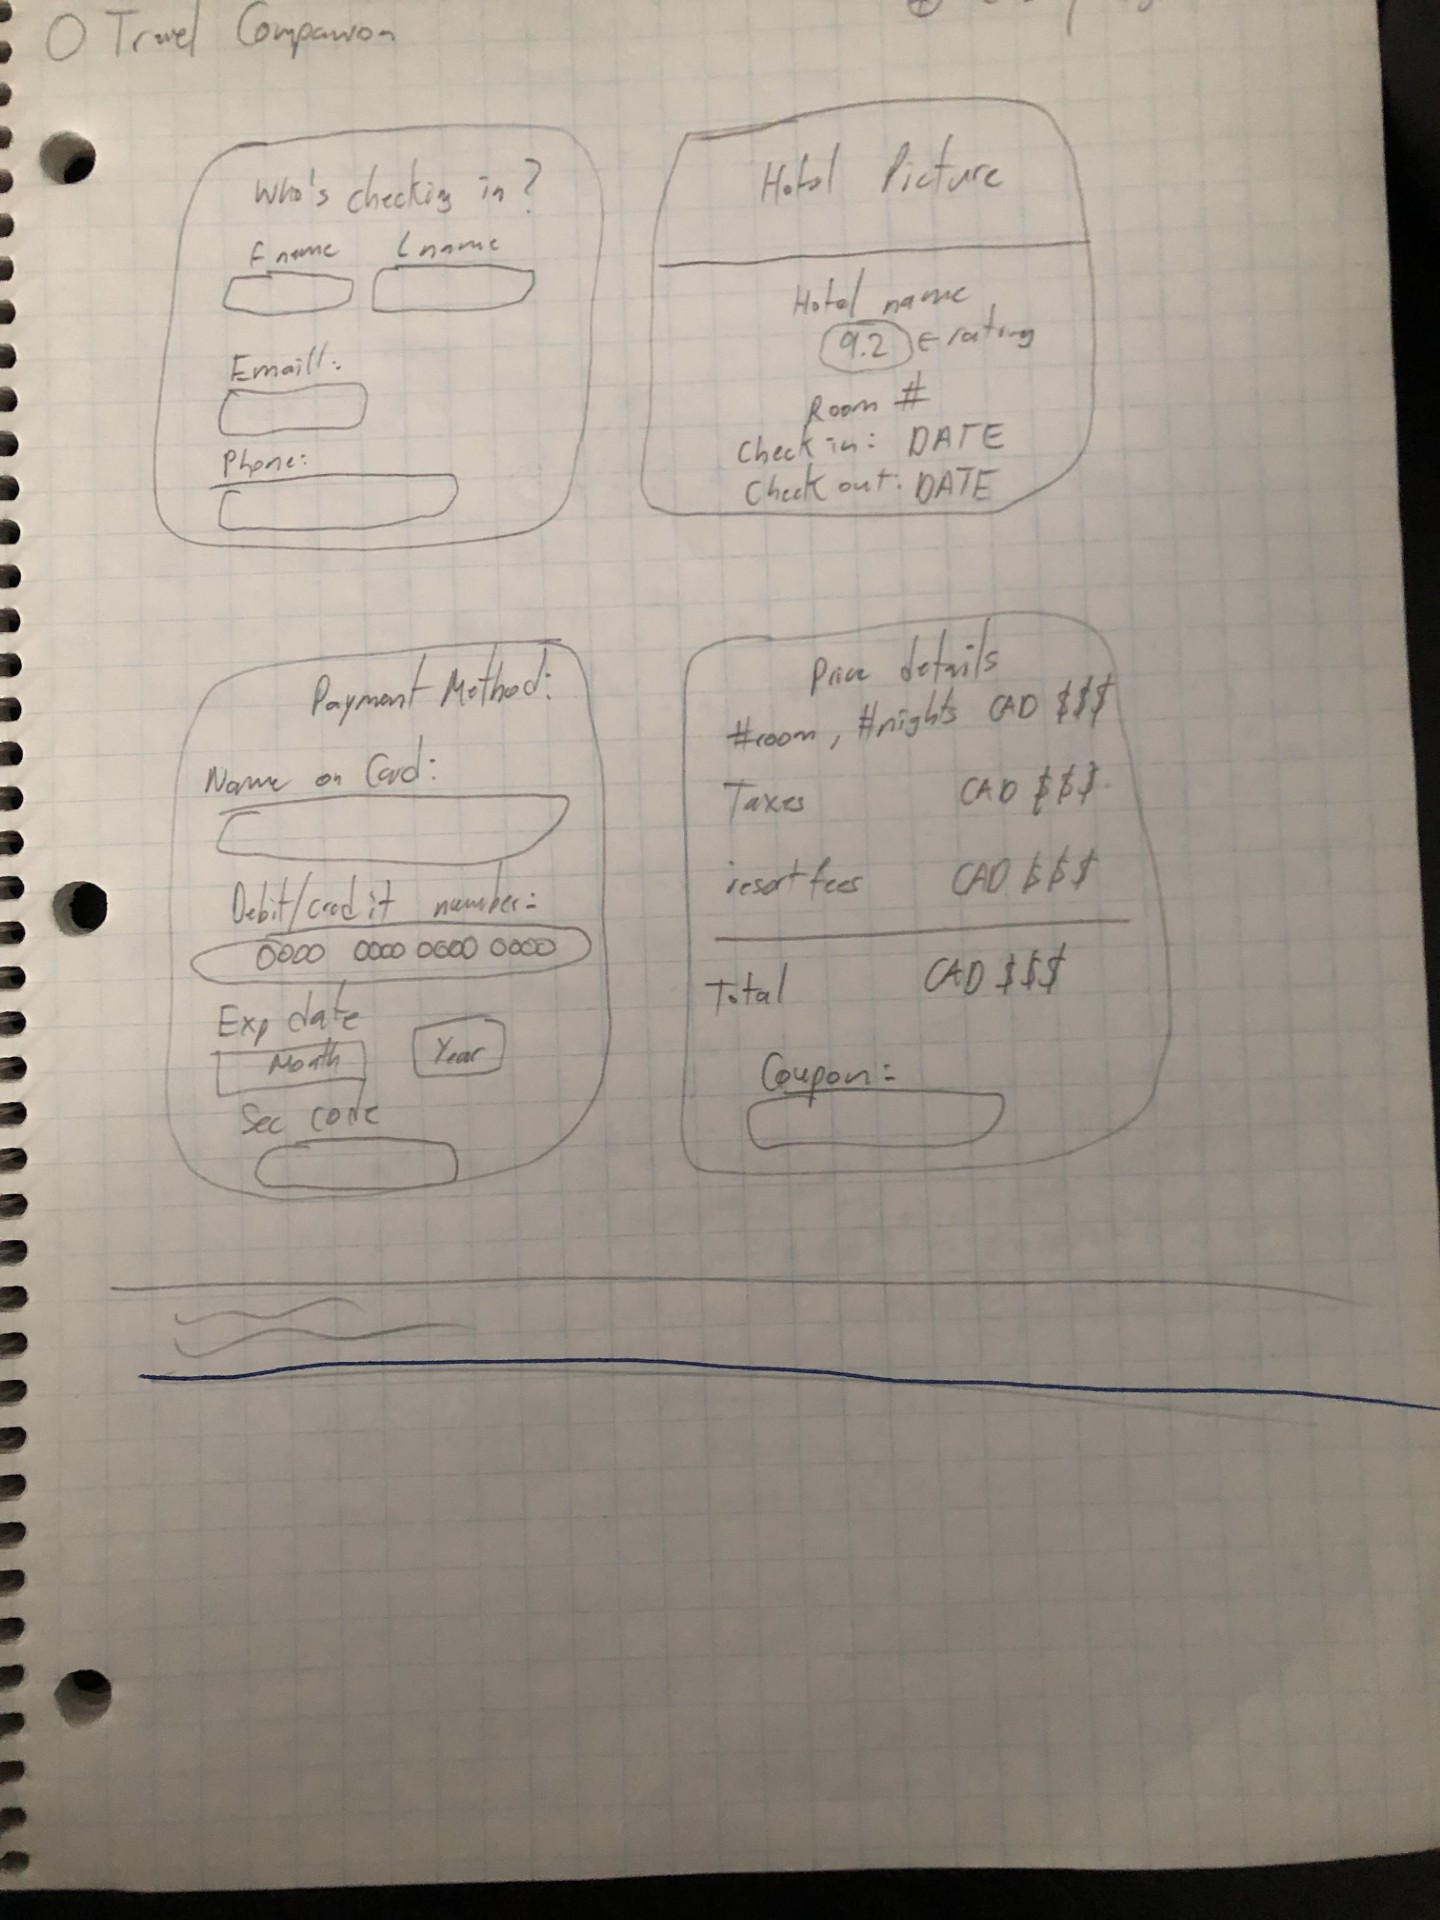 Travel Companion
Who's checking in?
F name L name
Emaill:
Phone:
Hotel Picture
Hotel name
9.2 ← rating
Room #
Check in: DATE
Check out: DATE
Payment Method:
Name on Card:
Debit/credit number:
0000 0000 0000 0000
Exp date
Month Year
Sec code
Price details
#room, #nights CAD $$$
Taxes CAD $$$
resort fees CAD $$$
Total CAD $$$
Coupon: